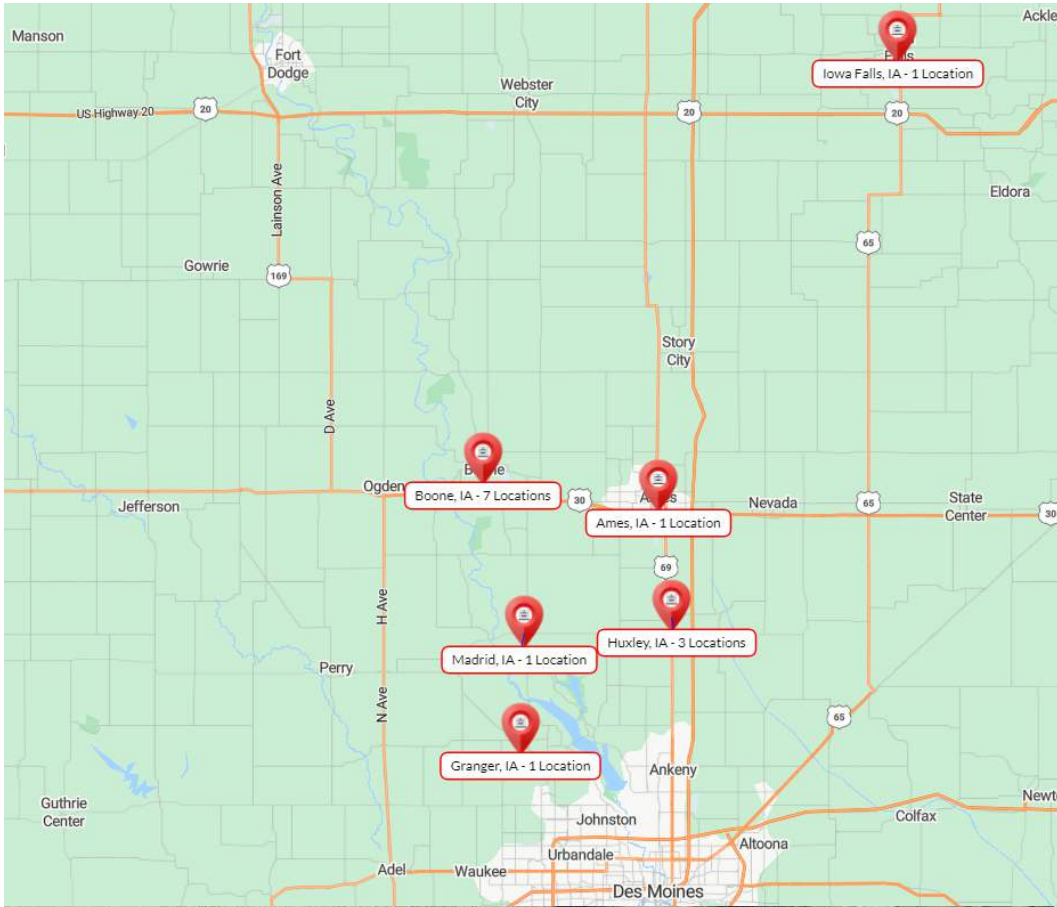 Manson
Ackle
Fort
Dodge
Falls
Iowa Falls, IA - 1 Location
Webster
City
US Highway 20
20
20
20
Lainson Ave
Eldora
65
Gowrie
169
Story
City
D Ave
Boone
Ogden
Boone, IA - 7 Locations
Jefferson
30
Ames
Ames, IA - 1 Location
Nevada
State
Center
30
69
H Ave
Huxley, IA - 3 Locations
Madrid, IA - 1 Location
Perry
N Ave
65
Granger, IA - 1 Location
Ankeny
Guthrie
Center
Newt
Colfax
Johnston
Altoona
Urbandale
Adel
Waukee
Des Moines